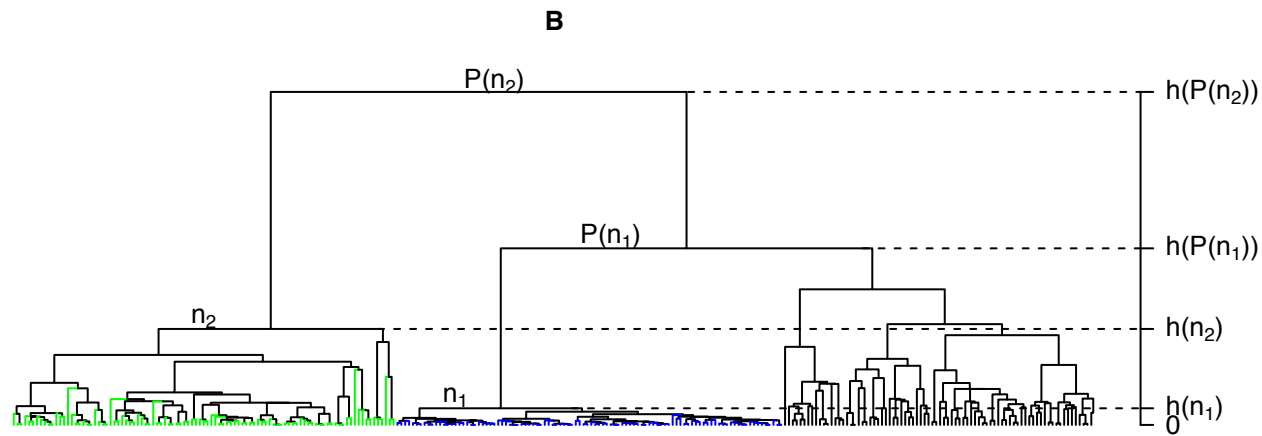 B
P(n₂)
h(P(n₂))
P(n₁)
h(P(n₁))
n₂
h(n₂)
n₁
h(n₁)
0